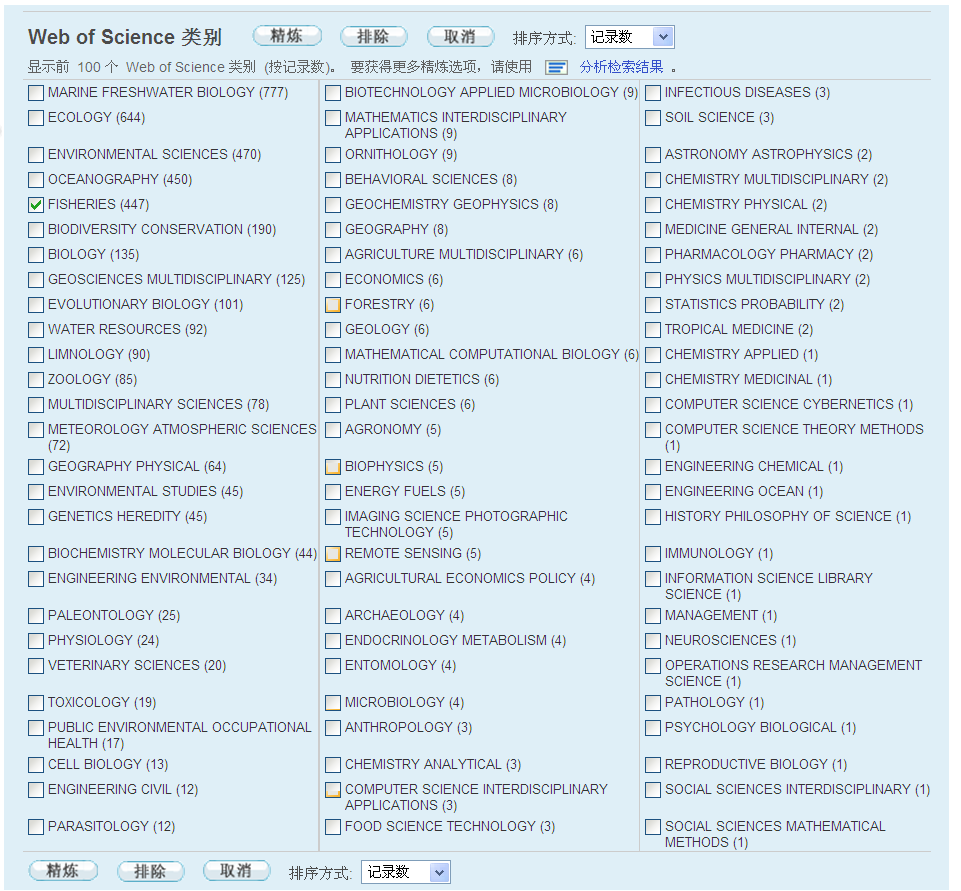 Web of Science 类别 精炼 排除 取消 排序方式: 记录数
显示前 100 个 Web of Science 类别 (按记录数)。 要获得更多精炼选项，请使用 分析检索结果 。
MARINE FRESHWATER BIOLOGY (777)
ECOLOGY (644)
ENVIRONMENTAL SCIENCES (470)
OCEANOGRAPHY (450)
FISHERIES (447)
BIODIVERSITY CONSERVATION (190)
BIOLOGY (135)
GEOSCIENCES MULTIDISCIPLINARY (125)
EVOLUTIONARY BIOLOGY (101)
WATER RESOURCES (92)
LIMNOLOGY (90)
ZOOLOGY (85)
MULTIDISCIPLINARY SCIENCES (78)
METEOROLOGY ATMOSPHERIC SCIENCES
(72)
GEOGRAPHY PHYSICAL (64)
ENVIRONMENTAL STUDIES (45)
GENETICS HEREDITY (45)
BIOCHEMISTRY MOLECULAR BIOLOGY (44)
ENGINEERING ENVIRONMENTAL (34)
PALEONTOLOGY (25)
PHYSIOLOGY (24)
VETERINARY SCIENCES (20)
TOXICOLOGY (19)
PUBLIC ENVIRONMENTAL OCCUPATIONAL
HEALTH (17)
CELL BIOLOGY (13)
ENGINEERING CIVIL (12)
PARASITOLOGY (12)
BIOTECHNOLOGY APPLIED MICROBIOLOGY (9)
MATHEMATICS INTERDISCIPLINARY
APPLICATIONS (9)
ORNITHOLOGY (9)
BEHAVIORAL SCIENCES (8)
GEOCHEMISTRY GEOPHYSICS (8)
GEOGRAPHY (8)
AGRICULTURE MULTIDISCIPLINARY (6)
ECONOMICS (6)
FORESTRY (6)
GEOLOGY (6)
MATHEMATICAL COMPUTATIONAL BIOLOGY (6)
NUTRITION DIETETICS (6)
PLANT SCIENCES (6)
AGRONOMY (5)
BIOPHYSICS (5)
ENERGY FUELS (5)
IMAGING SCIENCE PHOTOGRAPHIC
TECHNOLOGY (5)
REMOTE SENSING (5)
AGRICULTURAL ECONOMICS POLICY (4)
ARCHAEOLOGY (4)
ENDOCRINOLOGY METABOLISM (4)
ENTOMOLOGY (4)
MICROBIOLOGY (4)
ANTHROPOLOGY (3)
CHEMISTRY ANALYTICAL (3)
COMPUTER SCIENCE INTERDISCIPLINARY
APPLICATIONS (3)
FOOD SCIENCE TECHNOLOGY (3)
INFECTIOUS DISEASES (3)
SOIL SCIENCE (3)
ASTRONOMY ASTROPHYSICS (2)
CHEMISTRY MULTIDISCIPLINARY (2)
CHEMISTRY PHYSICAL (2)
MEDICINE GENERAL INTERNAL (2)
PHARMACOLOGY PHARMACY (2)
PHYSICS MULTIDISCIPLINARY (2)
STATISTICS PROBABILITY (2)
TROPICAL MEDICINE (2)
CHEMISTRY APPLIED (1)
CHEMISTRY MEDICINAL (1)
COMPUTER SCIENCE CYBERNETICS (1)
COMPUTER SCIENCE THEORY METHODS
(1)
ENGINEERING CHEMICAL (1)
ENGINEERING OCEAN (1)
HISTORY PHILOSOPHY OF SCIENCE (1)
IMMUNOLOGY (1)
INFORMATION SCIENCE LIBRARY
SCIENCE (1)
MANAGEMENT (1)
NEUROSCIENCES (1)
OPERATIONS RESEARCH MANAGEMENT
SCIENCE (1)
PATHOLOGY (1)
PSYCHOLOGY BIOLOGICAL (1)
REPRODUCTIVE BIOLOGY (1)
SOCIAL SCIENCES INTERDISCIPLINARY (1)
SOCIAL SCIENCES MATHEMATICAL
METHODS (1)
精炼 排除 取消 排序方式: 记录数